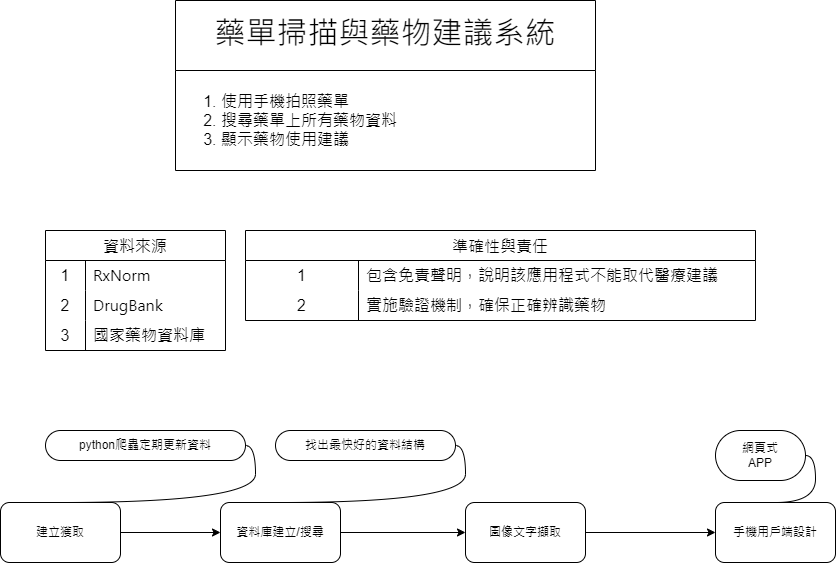 藥單掃描與藥物建議系統
1. 使用手機拍照藥單
2. 搜尋藥單上所有藥物資料
3. 顯示藥物使用建議
資料來源
1 RxNorm
2 DrugBank
3 國家藥物資料庫
準確性與責任
1 包含免責聲明，說明該應用程式不能取代醫療建議
2 實施驗證機制，確保正確辨識藥物
python爬蟲定期更新資料
找出最快好的資料結構
網頁式
APP
建立獲取
資料庫建立/搜尋
圖像文字擷取
手機用戶端設計